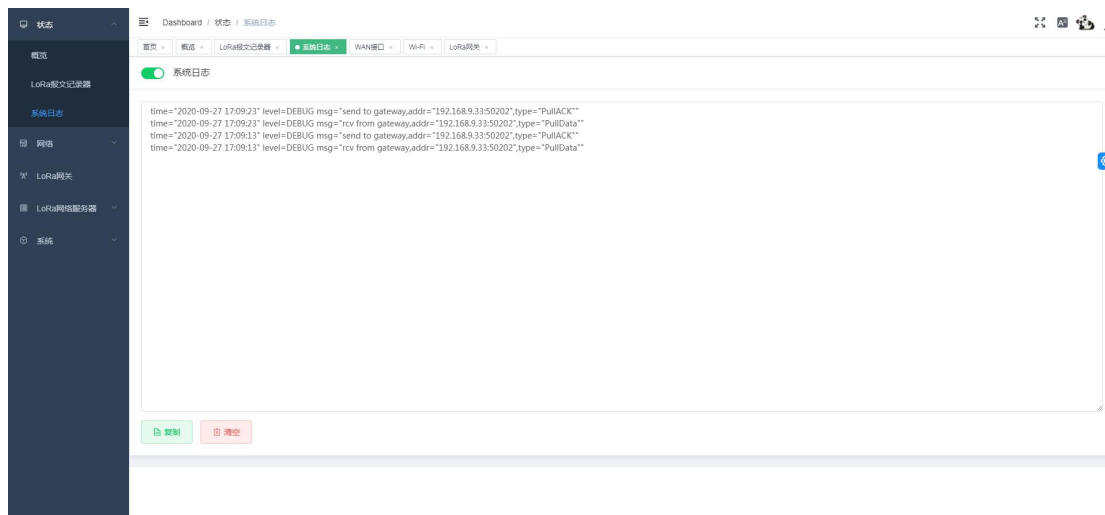 状态
概览
LoRa报文记录器
系统日志
网络
LoRa网关
LoRa网络服务器
系统
Dashboard / 状态 / 系统日志
首页 × 概览 × LoRa报文记录器 × 系统日志 × WAN接口 × Wi-Fi × LoRa网关 ×
系统日志
time="2020-09-27 17:09:23" level=DEBUG msg="send to gateway,addr="192.168.9.33:50202",type="PullACK""
time="2020-09-27 17:09:23" level=DEBUG msg="rcv from gateway,addr="192.168.9.33:50202",type="PullData""
time="2020-09-27 17:09:13" level=DEBUG msg="send to gateway,addr="192.168.9.33:50202",type="PullACK""
time="2020-09-27 17:09:13" level=DEBUG msg="rcv from gateway,addr="192.168.9.33:50202",type="PullData""
复制 清空